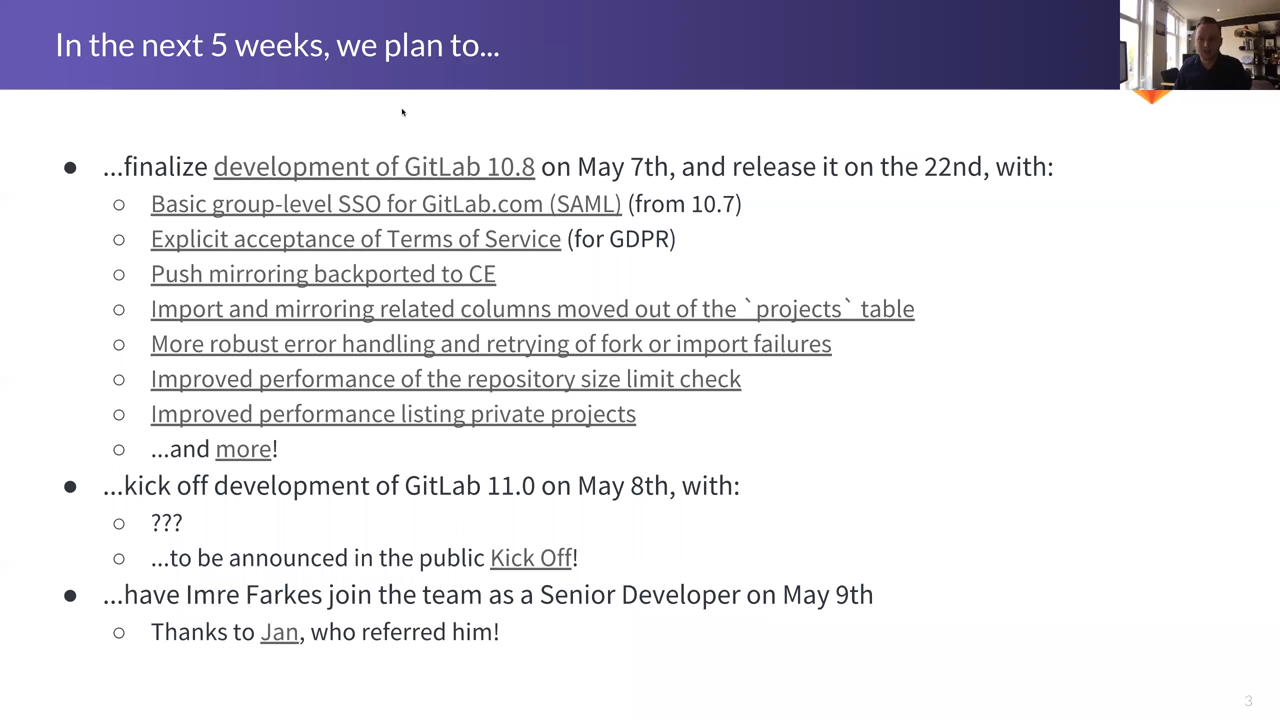 In the next 5 weeks, we plan to...
● ...finalize development of GitLab 10.8 on May 7th, and release it on the 22nd, with:
○ Basic group-level SSO for GitLab.com (SAML) (from 10.7)
○ Explicit acceptance of Terms of Service (for GDPR)
○ Push mirroring backported to CE
○ Import and mirroring related columns moved out of the `projects` table
○ More robust error handling and retrying of fork or import failures
○ Improved performance of the repository size limit check
○ Improved performance listing private projects
○ ...and more!
● ...kick off development of GitLab 11.0 on May 8th, with:
○ ???
○ ...to be announced in the public Kick Off!
● ...have Imre Farkes join the team as a Senior Developer on May 9th
○ Thanks to Jan, who referred him!
3